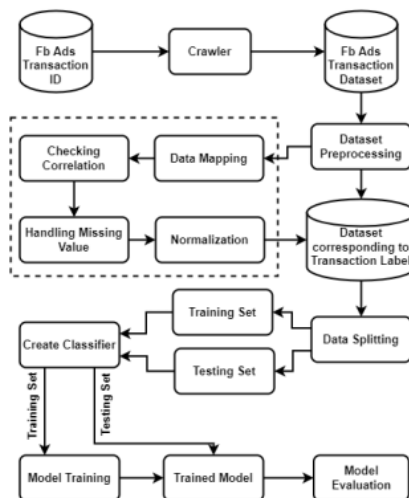 Fb Ads
Transaction
ID
Crawler
Fb Ads
Transaction
Dataset
Checking
Correlation
Data Mapping
Dataset
Preprocessing
Handling Missing
Value
Normalization
Dataset
corresponding to
Transaction Label
Training Set
Create Classifier
Data Splitting
Testing Set
Training Set
Testing Set
Model Training
Trained Model
Model
Evaluation